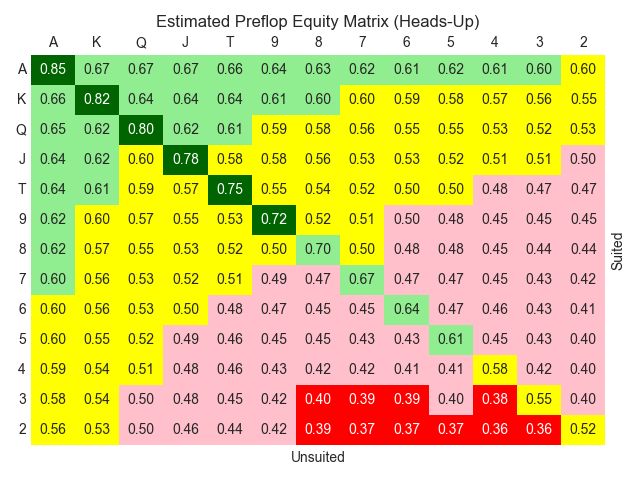 Estimated Preflop Equity Matrix (Heads-Up)
A K Q J T 9 8 7 6 5 4 3 2
A 0.85 0.67 0.67 0.67 0.66 0.64 0.63 0.62 0.61 0.62 0.61 0.60 0.60
K 0.66 0.82 0.64 0.64 0.64 0.61 0.60 0.60 0.59 0.58 0.57 0.56 0.55
Q 0.65 0.62 0.80 0.62 0.61 0.59 0.58 0.56 0.55 0.55 0.53 0.52 0.53
J 0.64 0.62 0.60 0.78 0.58 0.58 0.56 0.53 0.53 0.52 0.51 0.51 0.50
T 0.64 0.61 0.59 0.57 0.75 0.55 0.54 0.52 0.50 0.50 0.48 0.47 0.47
9 0.62 0.60 0.57 0.55 0.53 0.72 0.52 0.51 0.50 0.48 0.45 0.45 0.45
8 0.62 0.57 0.55 0.53 0.52 0.50 0.70 0.50 0.48 0.48 0.45 0.44 0.44
Suited
7 0.60 0.56 0.53 0.52 0.51 0.49 0.47 0.67 0.47 0.47 0.45 0.43 0.42
6 0.60 0.56 0.53 0.50 0.48 0.47 0.45 0.45 0.64 0.47 0.46 0.43 0.41
5 0.60 0.55 0.52 0.49 0.46 0.45 0.45 0.43 0.43 0.61 0.45 0.43 0.40
4 0.59 0.54 0.51 0.48 0.46 0.43 0.42 0.42 0.41 0.41 0.58 0.42 0.40
3 0.58 0.54 0.50 0.48 0.45 0.42 0.40 0.39 0.39 0.40 0.38 0.55 0.40
2 0.56 0.53 0.50 0.46 0.44 0.42 0.39 0.37 0.37 0.37 0.36 0.36 0.52
Unsuited